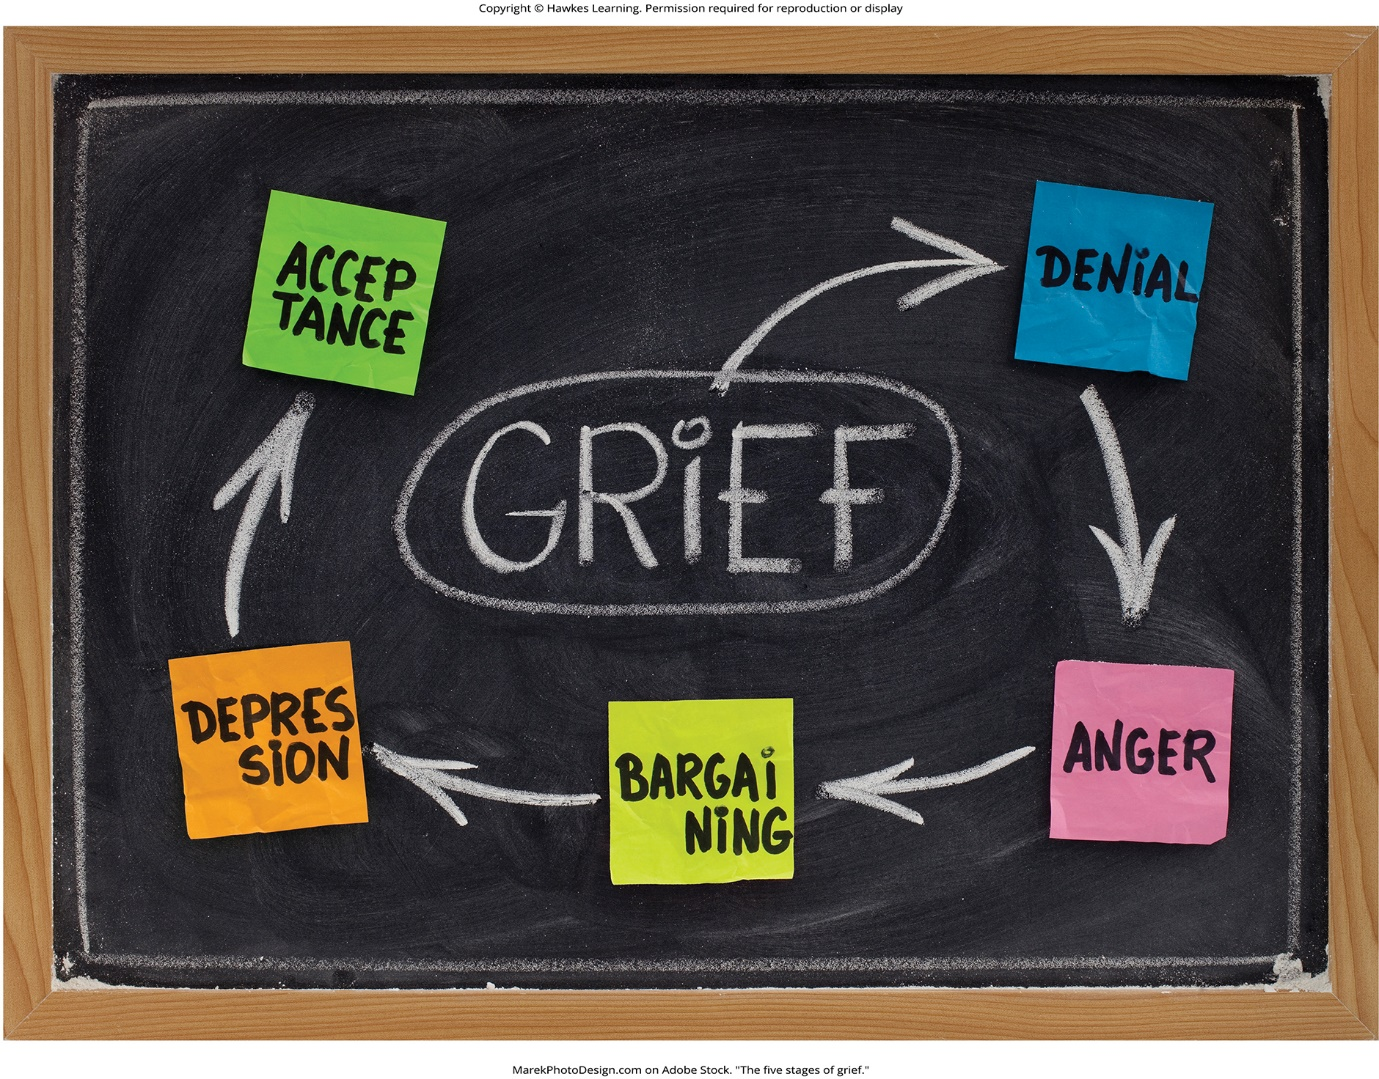 Copyright © Hawkes Learning. Permission required for reproduction or display
ACCEP
TANCE
DENiAL
GRiEF
DEPRES
SiON
BARGAi
NiNG
ANGER
MarekPhotoDesign.com on Adobe Stock. "The five stages of grief."